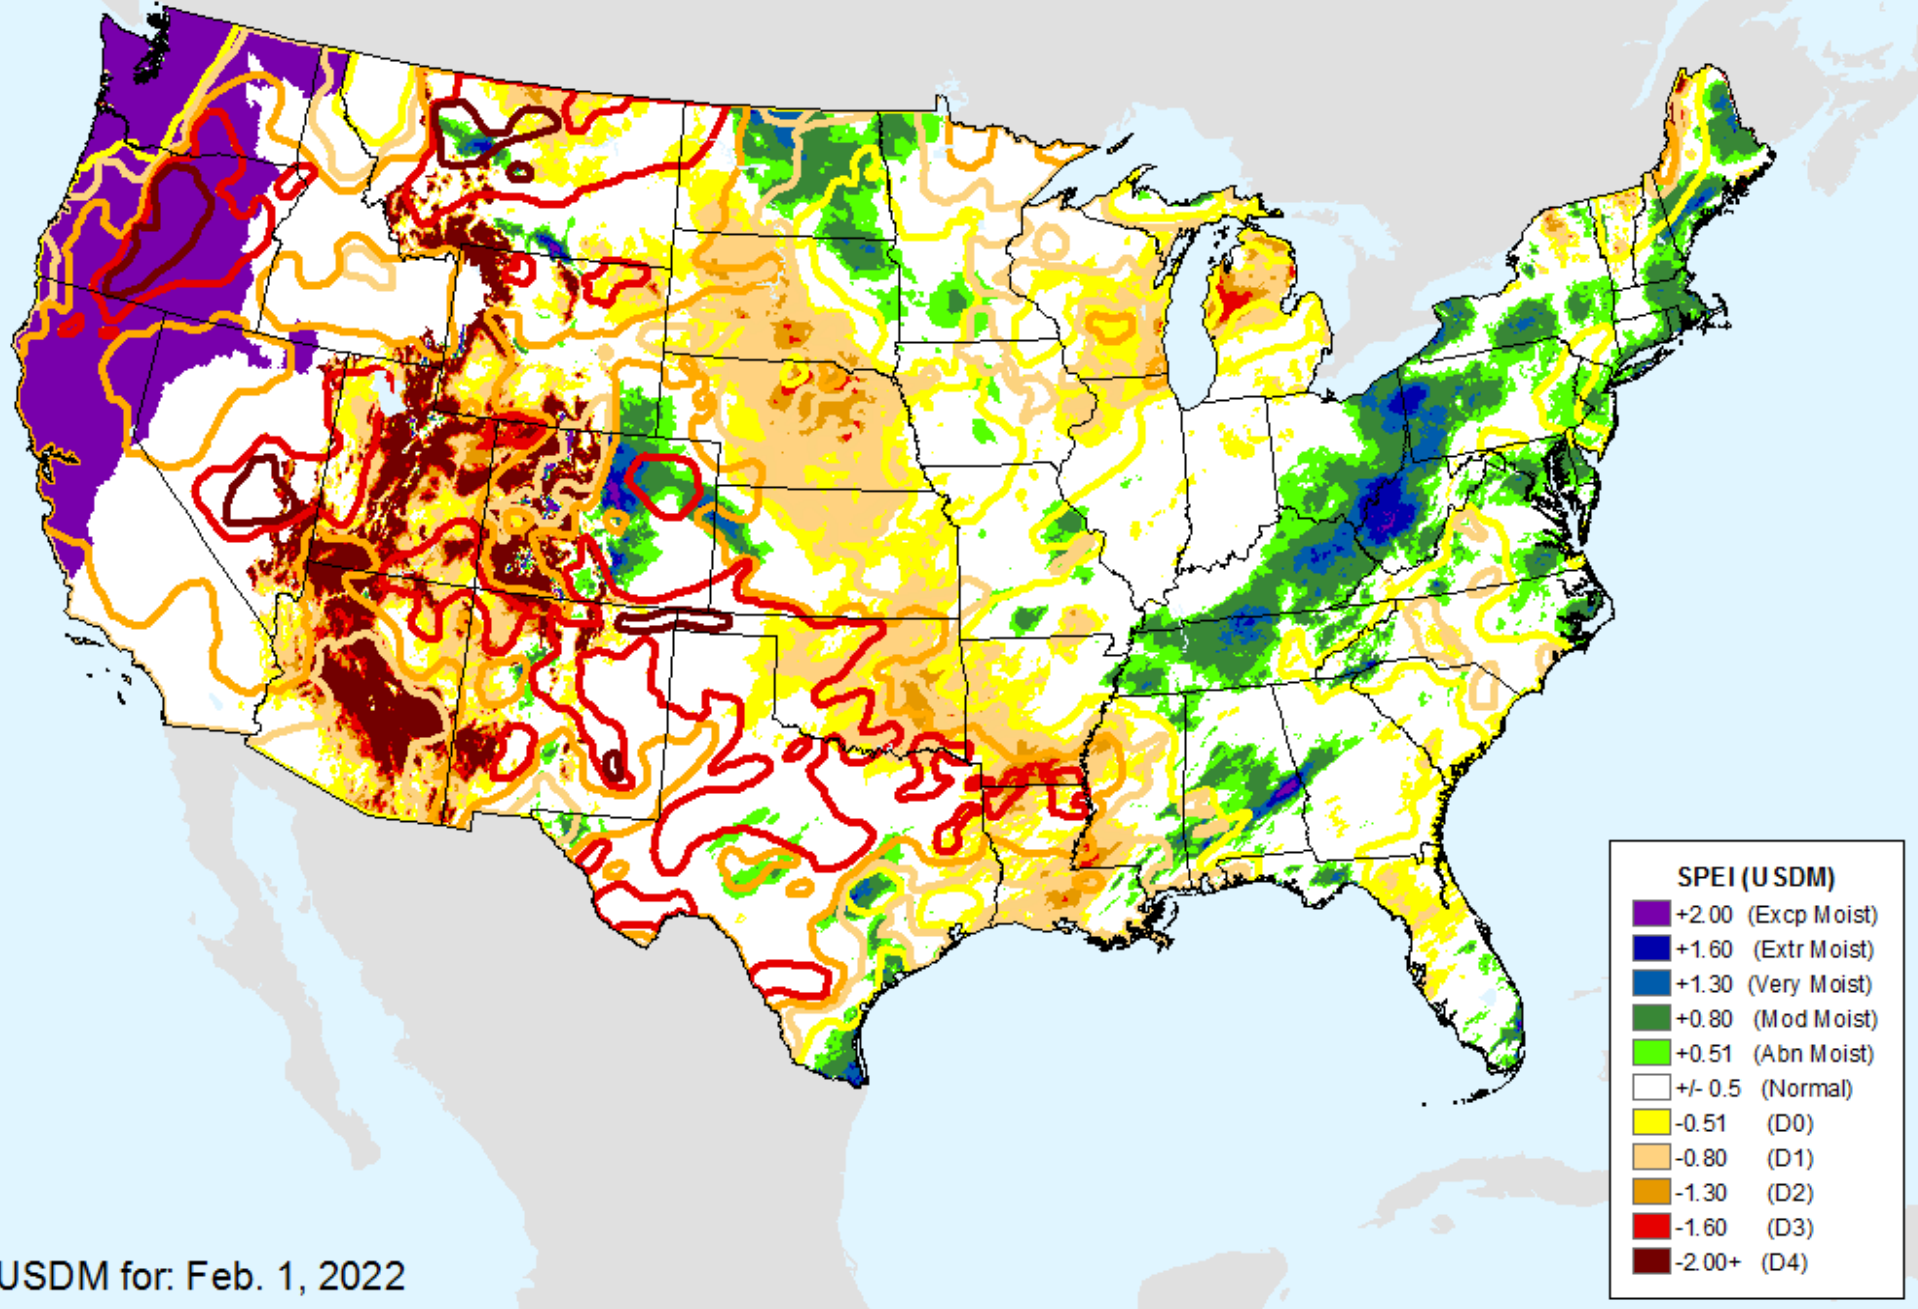 SPEI (USDM)
+2.00 (Excp Moist)
+1.60 (Extr Moist)
+1.30 (Very Moist)
+0.80 (Mod Moist)
+0.51 (Abn Moist)
+/- 0.5 (Normal)
-0.51 (D0)
-0.80 (D1)
-1.30 (D2)
-1.60 (D3)
-2.00+ (D4)
USDM for: Feb. 1, 2022